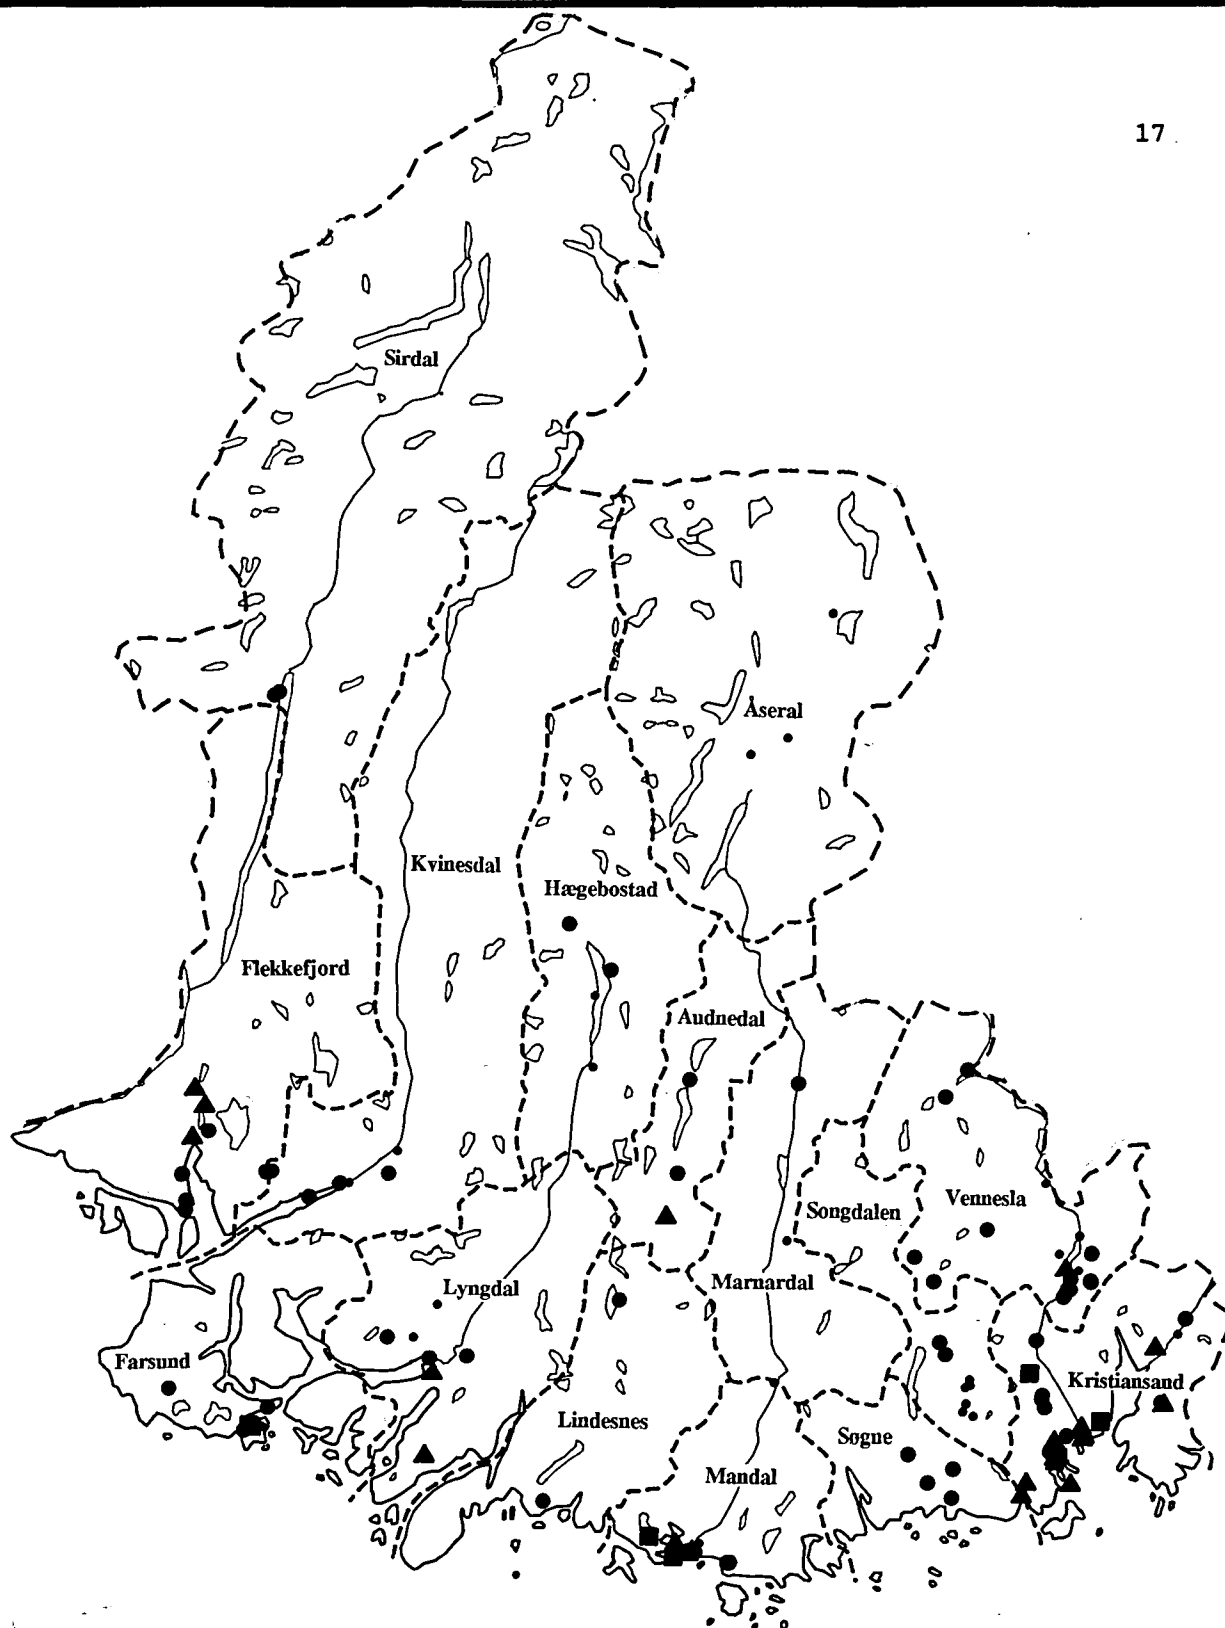 17
Sirdal
Åseral
Kvinesdal
Hægebostad
Flekkefjord
Audnedal
Songdalen
Vennesla
Marnardal
Lyngdal
Farsund
Kristiansand
Lindesnes
Søgne
Mandal